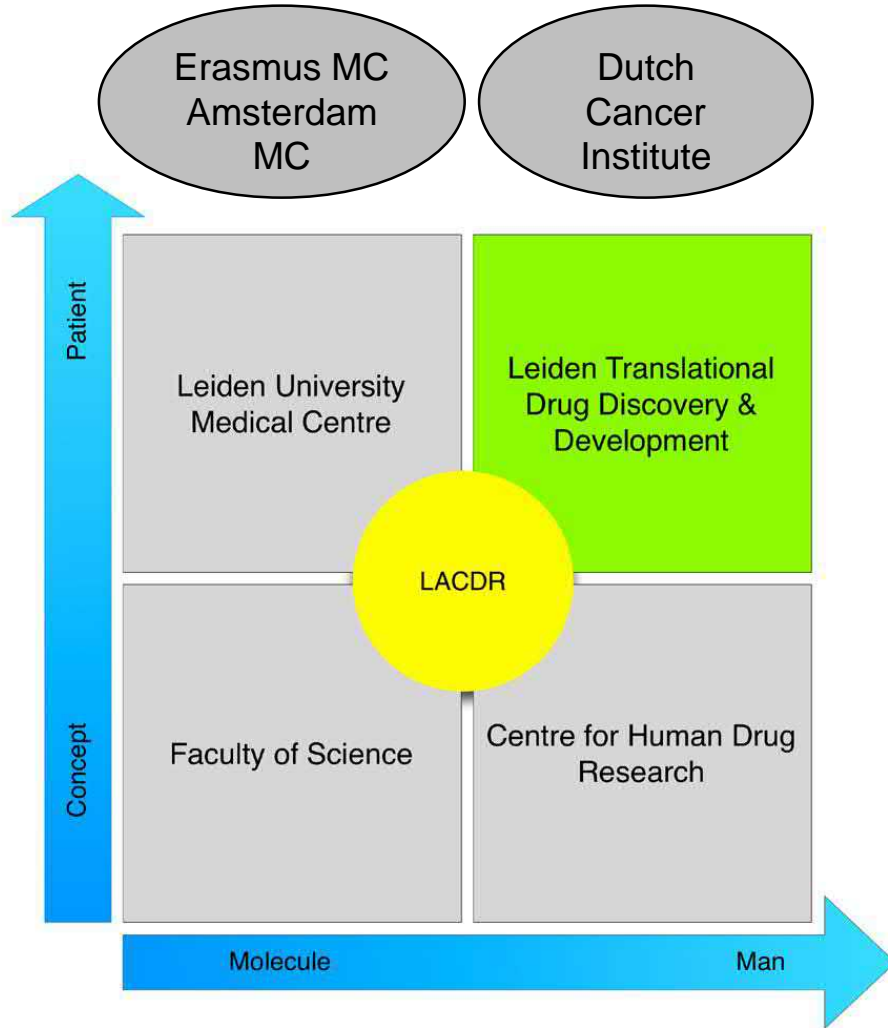 Erasmus MC
Amsterdam
MC
Dutch
Cancer
Institute
Patient
Leiden University
Medical Centre
Leiden Translational
Drug Discovery &
Development
LACDR
Concept
Faculty of Science
Centre for Human Drug
Research
Molecule
Man